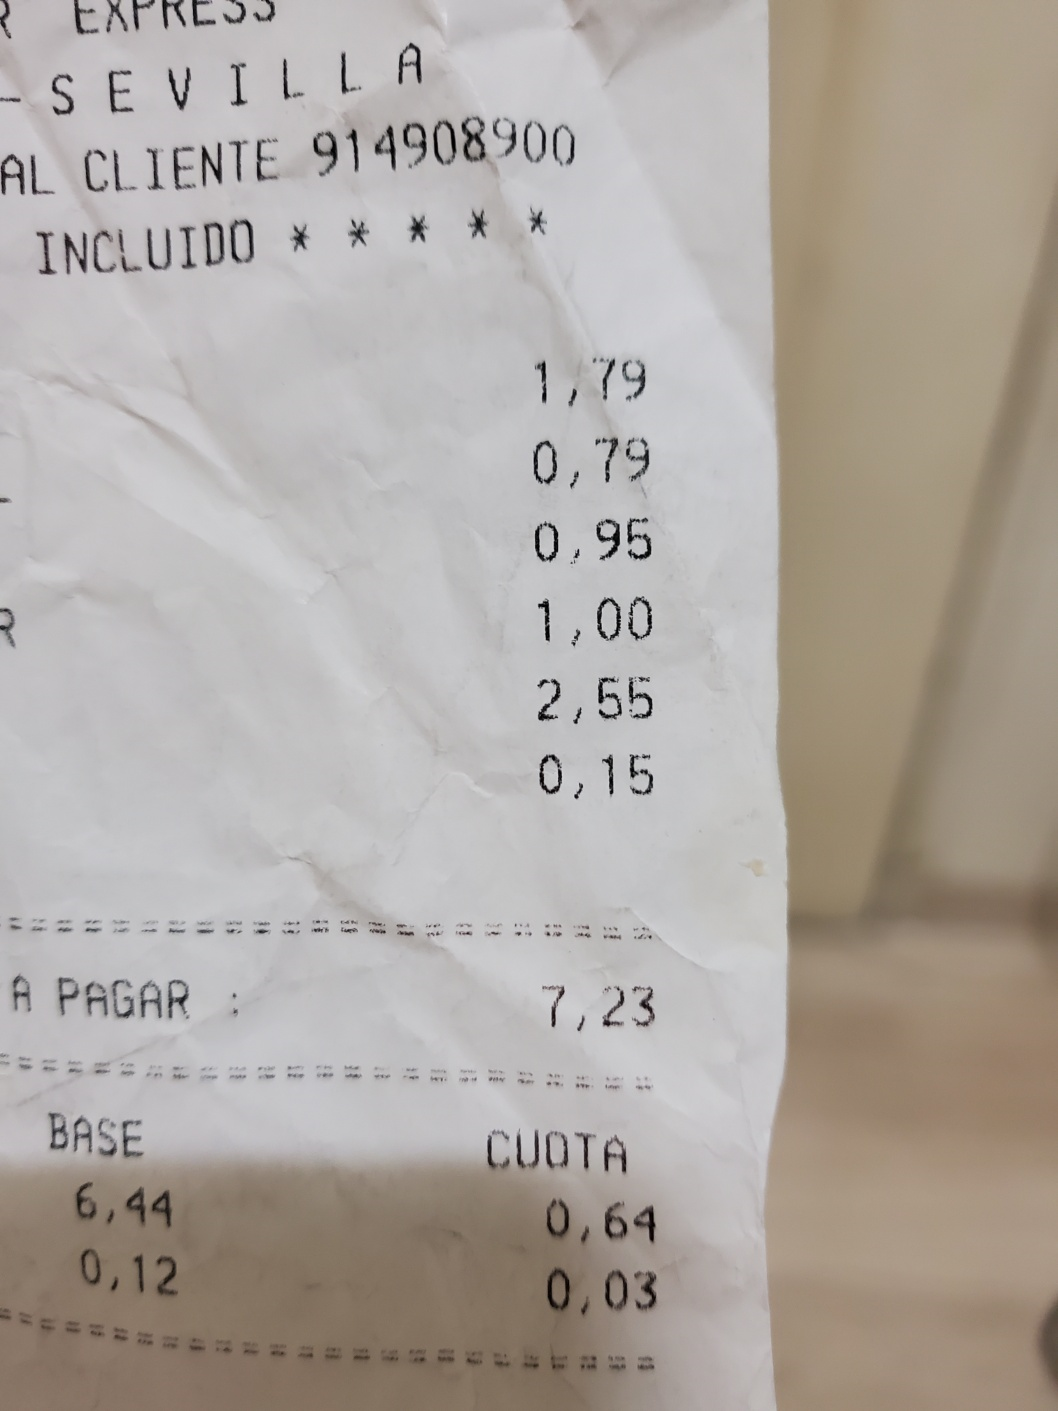 R EXPRESS
- S E V I L L A
AL CLIENTE 914908900
INCLUIDO * * * * *
1,79
0,79
0,95
R 1,00
2,55
0,15
================================
A PAGAR : 7,23
================================
BASE CUOTA
6,44 0,64
0,12 0,03
================================